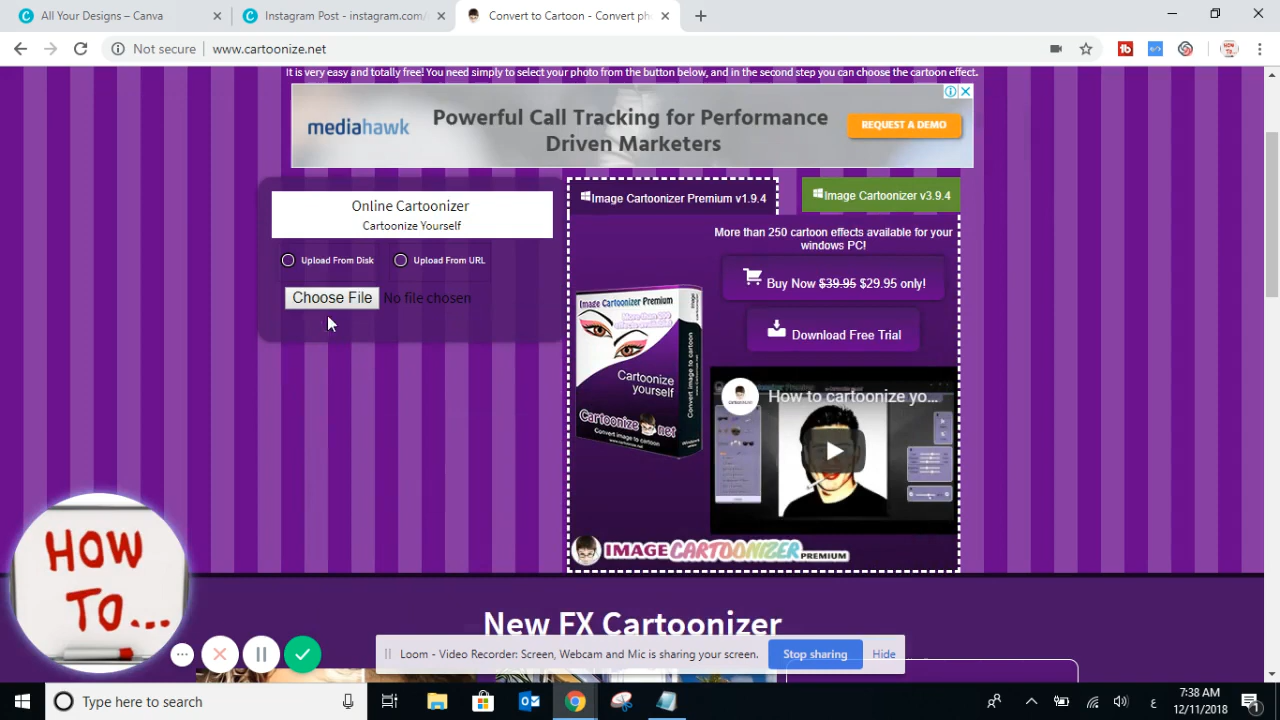 All Your Designs – Canva
Instagram Post - instagram.com/
Convert to Cartoon - Convert ph
Not secure
www.cartoonize.net
It is very easy and totally free! You need simply to select your photo from the button below, and in the second step you can choose the cartoon effect.
mediahawk
Powerful Call Tracking for Performance
Driven Marketers
REQUEST A DEMO
Online Cartoonizer
Cartoonize Yourself
Upload From Disk
Upload From URL
Choose File
No file chosen
Image Cartoonizer Premium v1.9.4
Image Cartoonizer v3.9.4
More than 250 cartoon effects available for your
windows PC!
Buy Now $39.95 $29.95 only!
Download Free Trial
Image Cartoonizer Premium
Cartoonize
yourself
Cartoonize.net
Convert image to cartoon
How to cartoonize yo...
IMAGECARTOONIZER PREMIUM
HOW
TO...
New FX Cartoonizer
Loom - Video Recorder: Screen, Webcam and Mic is sharing your screen.
Stop sharing
Hide
Type here to search
ع
:38 AM
12/11/2018